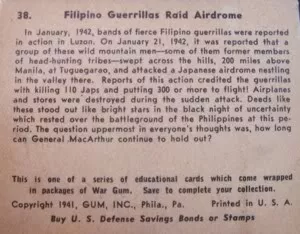 38. Filipino Guerrillas Raid Airdrome
In January, 1942, bands of fierce Filipino guerrillas were reported
in action in Luzon. On January 21, 1942, it was reported that a
group of these wild mountain men—some of them former members
of head-hunting tribes—swept across the hills, 200 miles above
Manila, at Tuguegarao, and attacked a Japanese airdrome nestling
in the valley there. Reports of this action credited the guerrillas
with killing 110 Japs and putting 300 or more to flight! Airplanes
and stores were destroyed during the sudden attack. Deeds like
these stood out like bright stars in the black night of uncertainty
which rested over the battleground of the Philippines at this pe-
riod. The question uppermost in everyone's thoughts was, how long
can General MacArthur continue to hold out?
This is one of a series of educational cards which come wrapped
in packages of War Gum. Save to complete your collection.
Copyright 1941, GUM, INC., Phila., Pa. Printed in U. S. A.
Buy U. S. Defense Savings Bonds or Stamps